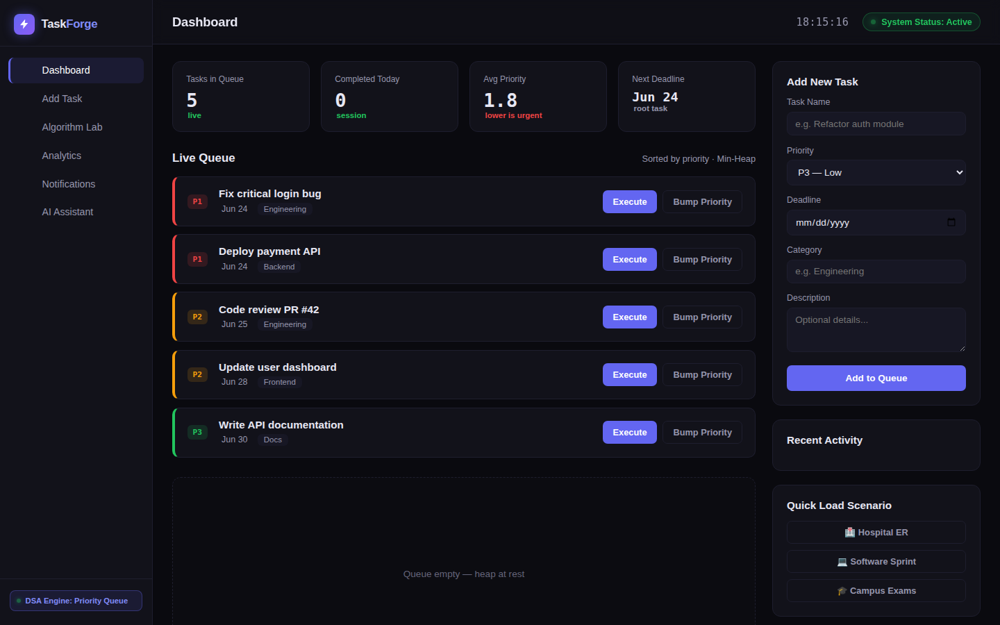 TaskForge
Dashboard
Add Task
Algorithm Lab
Analytics
Notifications
AI Assistant
DSA Engine: Priority Queue
Dashboard
18:15:16
System Status: Active
Tasks in Queue
5
live
Completed Today
0
session
Avg Priority
1.8
lower is urgent
Next Deadline
Jun 24
root task
Live Queue
Sorted by priority · Min-Heap
P1
Fix critical login bug
Jun 24 Engineering
Execute
Bump Priority
P1
Deploy payment API
Jun 24 Backend
Execute
Bump Priority
P2
Code review PR #42
Jun 25 Engineering
Execute
Bump Priority
P2
Update user dashboard
Jun 28 Frontend
Execute
Bump Priority
P3
Write API documentation
Jun 30 Docs
Execute
Bump Priority
Queue empty — heap at rest
Add New Task
Task Name
e.g. Refactor auth module
Priority
P3 — Low
Deadline
mm/dd/yyyy
Category
e.g. Engineering
Description
Optional details...
Add to Queue
Recent Activity
Quick Load Scenario
🏥 Hospital ER
💻 Software Sprint
🎓 Campus Exams